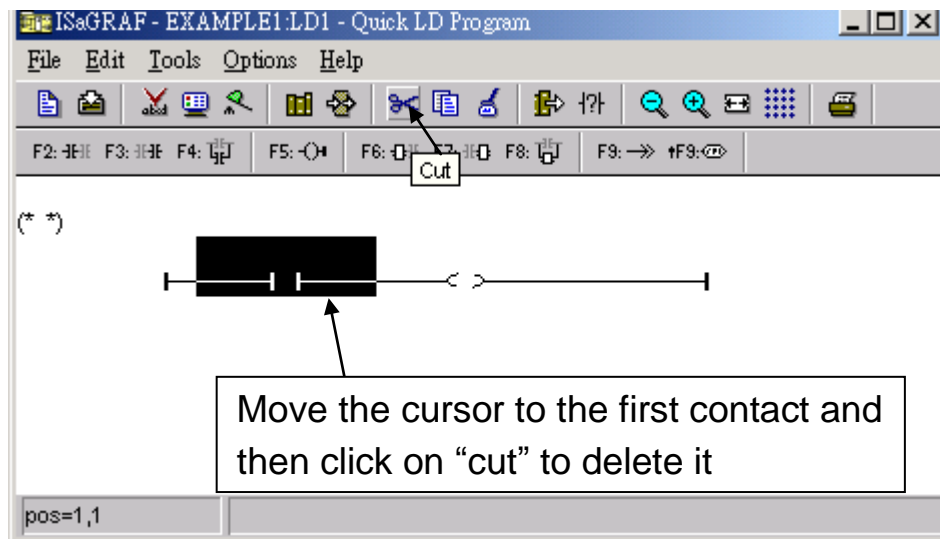 ISaGRAF - EXAMPLE1:LD1 - Quick LD Program
File Edit Tools Options Help
F2: F3: F4: F5: F6: F7: F8: F9: ↑F9:
Cut
(* *)
Move the cursor to the first contact and
then click on “cut” to delete it
pos=1,1